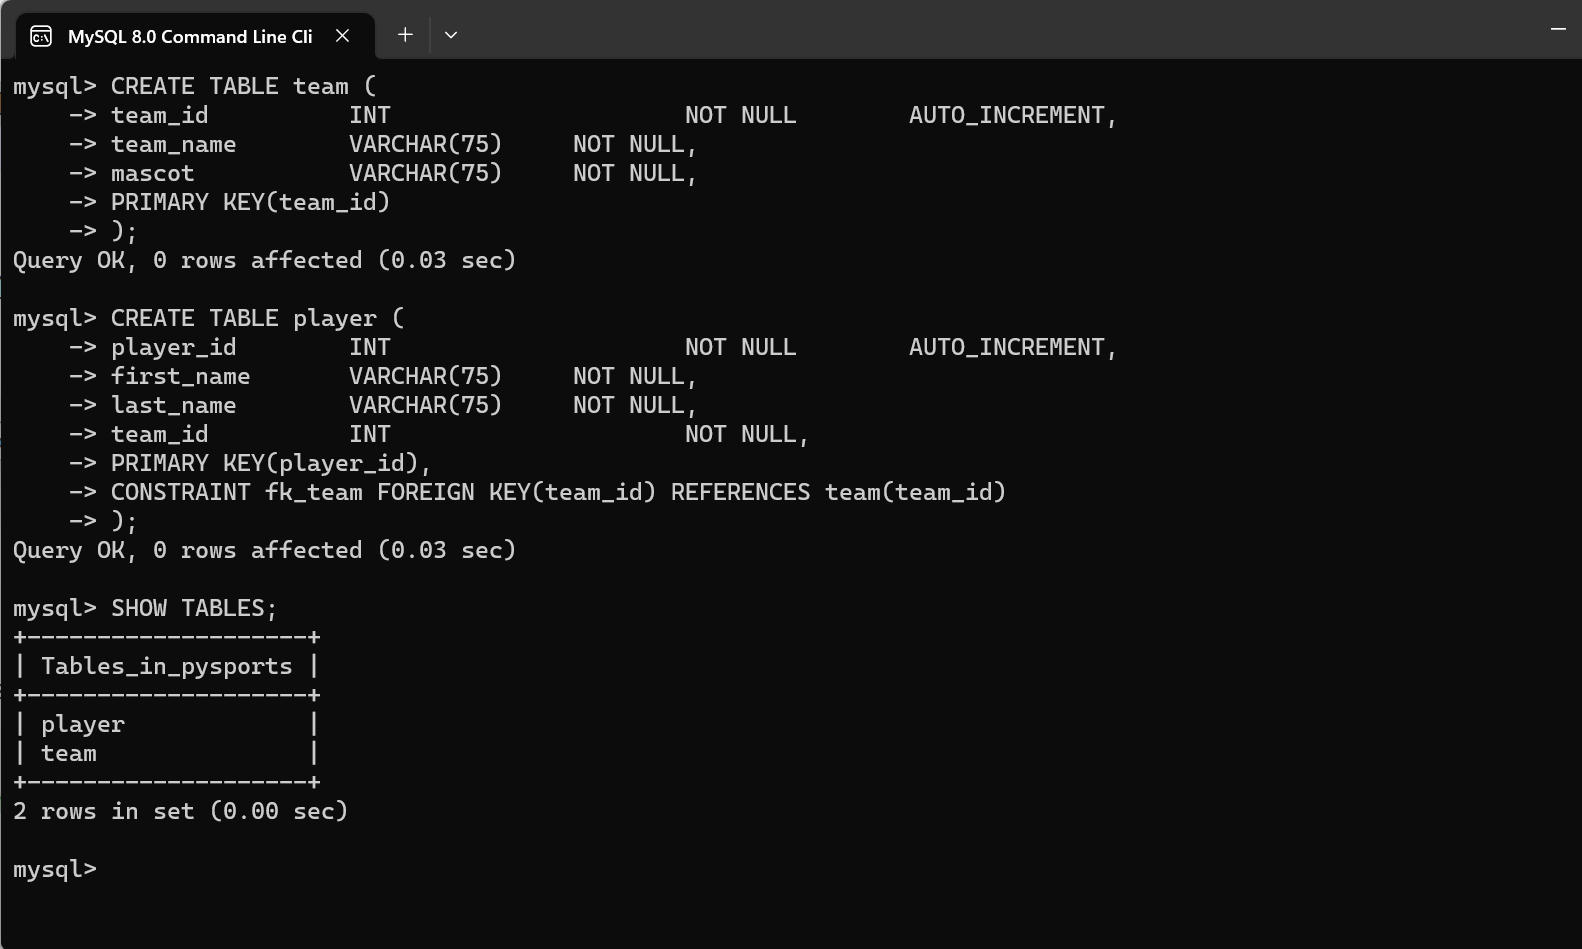 MySQL 8.0 Command Line Cli
mysql> CREATE TABLE team (
    -> team_id          INT                     NOT NULL        AUTO_INCREMENT,
    -> team_name        VARCHAR(75)     NOT NULL,
    -> mascot           VARCHAR(75)     NOT NULL,
    -> PRIMARY KEY(team_id)
    -> );
Query OK, 0 rows affected (0.03 sec)

mysql> CREATE TABLE player (
    -> player_id        INT                     NOT NULL        AUTO_INCREMENT,
    -> first_name       VARCHAR(75)     NOT NULL,
    -> last_name        VARCHAR(75)     NOT NULL,
    -> team_id          INT                     NOT NULL,
    -> PRIMARY KEY(player_id),
    -> CONSTRAINT fk_team FOREIGN KEY(team_id) REFERENCES team(team_id)
    -> );
Query OK, 0 rows affected (0.03 sec)

mysql> SHOW TABLES;
+--------------------+
| Tables_in_pysports |
+--------------------+
| player             |
| team               |
+--------------------+
2 rows in set (0.00 sec)

mysql>